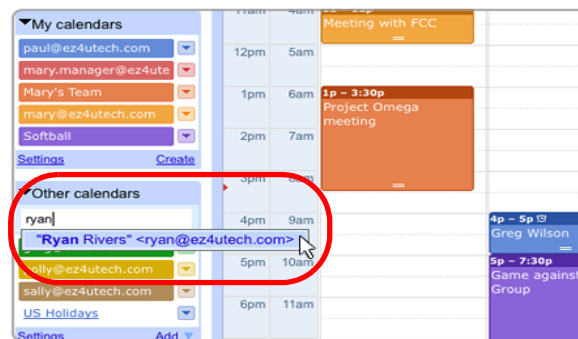 My calendars
paul@ez4utech.com
mary.manager@ez4ute
Mary's Team
mary@ez4utech.com
Softball
Settings Create
Other calendars
ryan
"Ryan Rivers" <ryan@ez4utech.com>
olly@ez4utech.com
sally@ez4utech.com
US Holidays
Settings Add
11am 4am
12pm 5am
1pm 6am
2pm 7am
3pm 8am
4pm 9am
5pm 10am
6pm 11am
Meeting with FCC
1p – 3:30p
Project Omega
meeting
4p – 5p
Greg Wilson
5p – 7:30p
Game against
Group